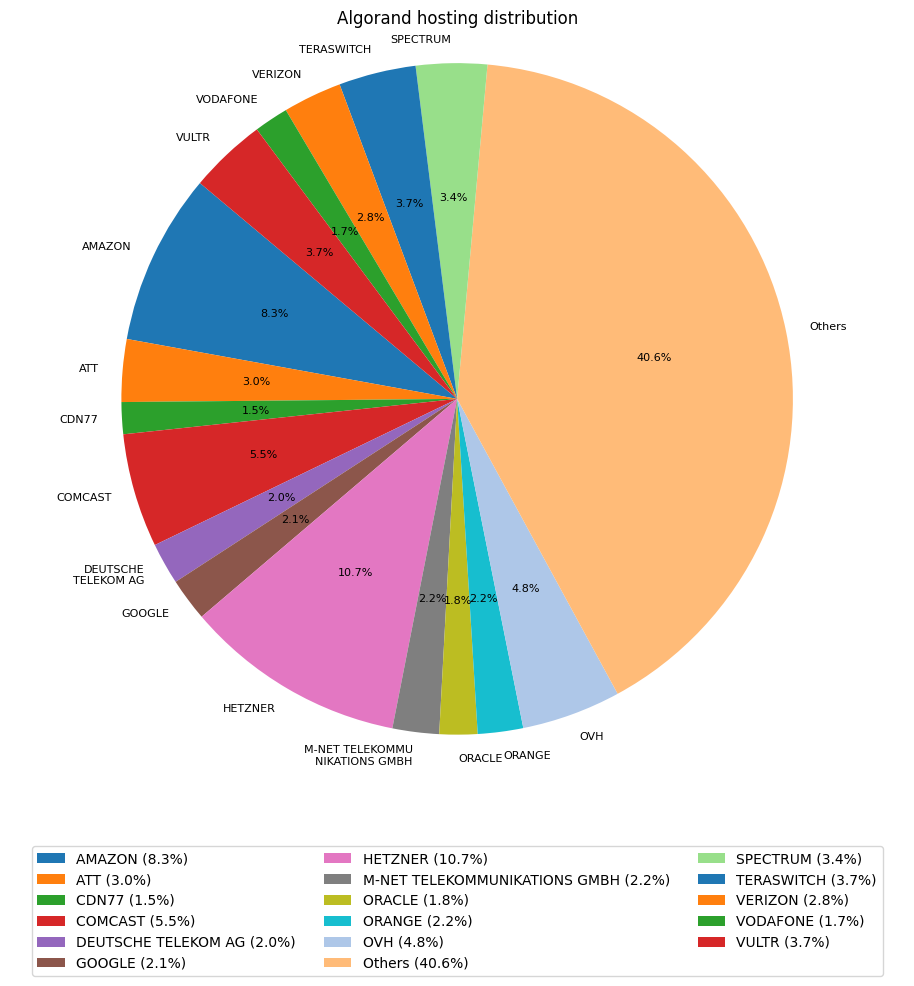 Algorand hosting distribution
SPECTRUM
TERASWITCH
VERIZON
VODAFONE
VULTR
AMAZON
ATT
CDN77
COMCAST
DEUTSCHE
TELEKOM AG
GOOGLE
HETZNER
M-NET TELEKOMMU
NIKATIONS GMBH
ORACLE
ORANGE
OVH
Others
3.4%
3.7%
2.8%
1.7%
3.7%
8.3%
3.0%
1.5%
5.5%
2.0%
2.1%
10.7%
2.2%
1.8%
2.2%
4.8%
40.6%
AMAZON (8.3%)
ATT (3.0%)
CDN77 (1.5%)
COMCAST (5.5%)
DEUTSCHE TELEKOM AG (2.0%)
GOOGLE (2.1%)
HETZNER (10.7%)
M-NET TELEKOMMUNIKATIONS GMBH (2.2%)
ORACLE (1.8%)
ORANGE (2.2%)
OVH (4.8%)
Others (40.6%)
SPECTRUM (3.4%)
TERASWITCH (3.7%)
VERIZON (2.8%)
VODAFONE (1.7%)
VULTR (3.7%)